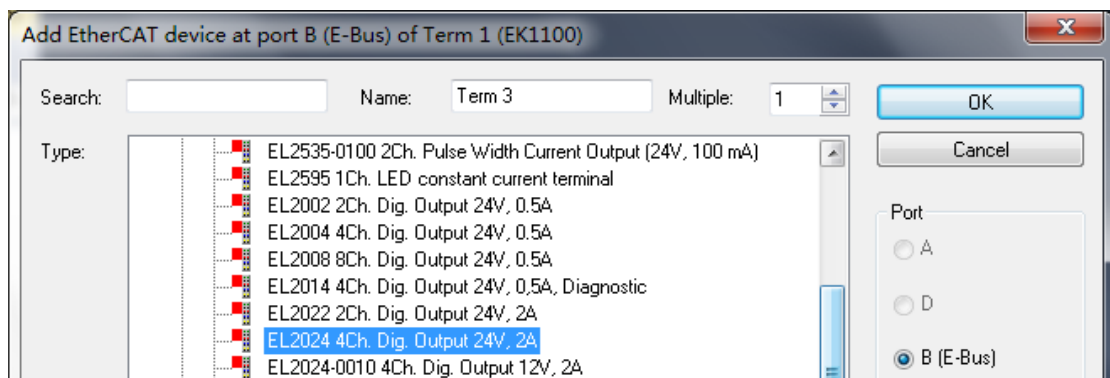 Add EtherCAT device at port B (E-Bus) of Term 1 (EK1100)
Search: Name: Term 3 Multiple: 1 OK
Type: Cancel
EL2535-0100 2Ch. Pulse Width Current Output (24V, 100 mA)
EL2595 1Ch. LED constant current terminal
EL2002 2Ch. Dig. Output 24V, 0.5A
EL2004 4Ch. Dig. Output 24V, 0.5A
EL2008 8Ch. Dig. Output 24V, 0.5A
EL2014 4Ch. Dig. Output 24V, 0,5A, Diagnostic
EL2022 2Ch. Dig. Output 24V, 2A
EL2024 4Ch. Dig. Output 24V, 2A
EL2024-0010 4Ch. Dig. Output 12V, 2A
Port
A
D
B (E-Bus)